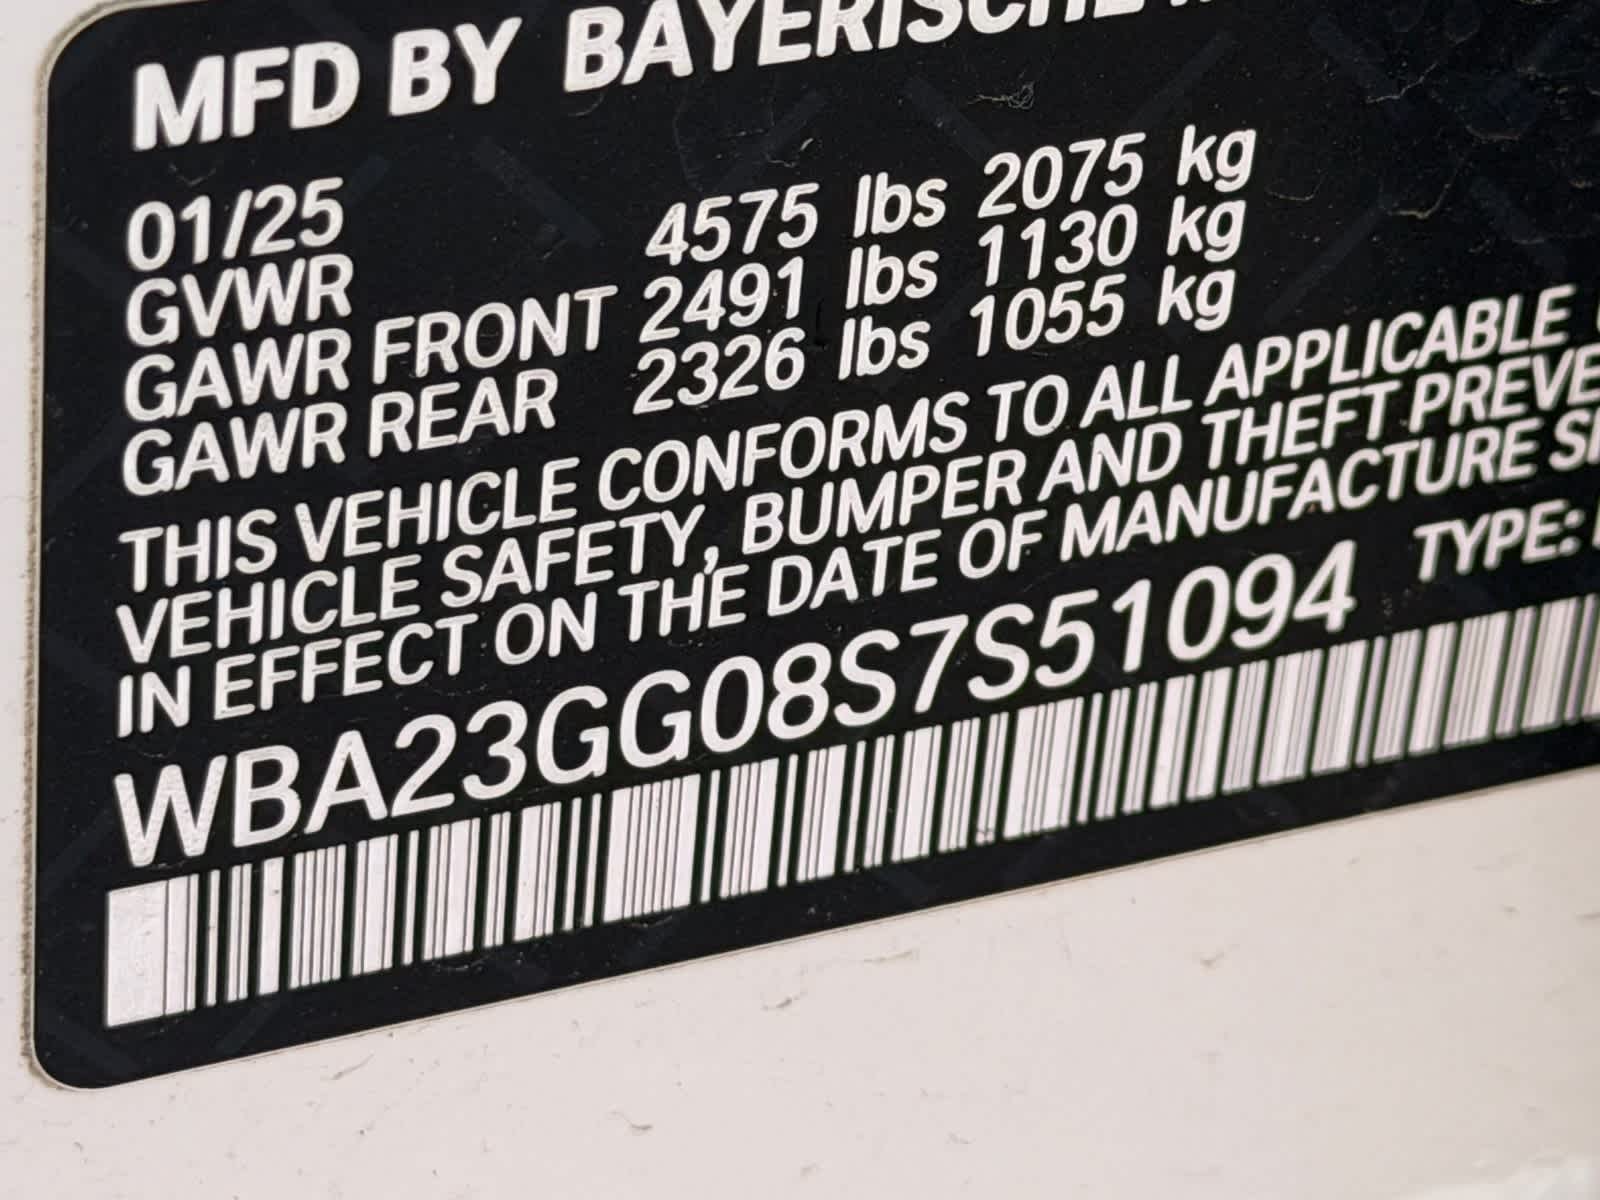 MFD BY BAYERISCHE
01/25
GVWR 4575 lbs 2075 kg
GAWR FRONT 2491 lbs 1130 kg
GAWR REAR 2326 lbs 1055 kg
THIS VEHICLE CONFORMS TO ALL APPLICABLE
VEHICLE SAFETY, BUMPER AND THEFT PREVE
IN EFFECT ON THE DATE OF MANUFACTURE
WBA23GG08S7S51094 TYPE: